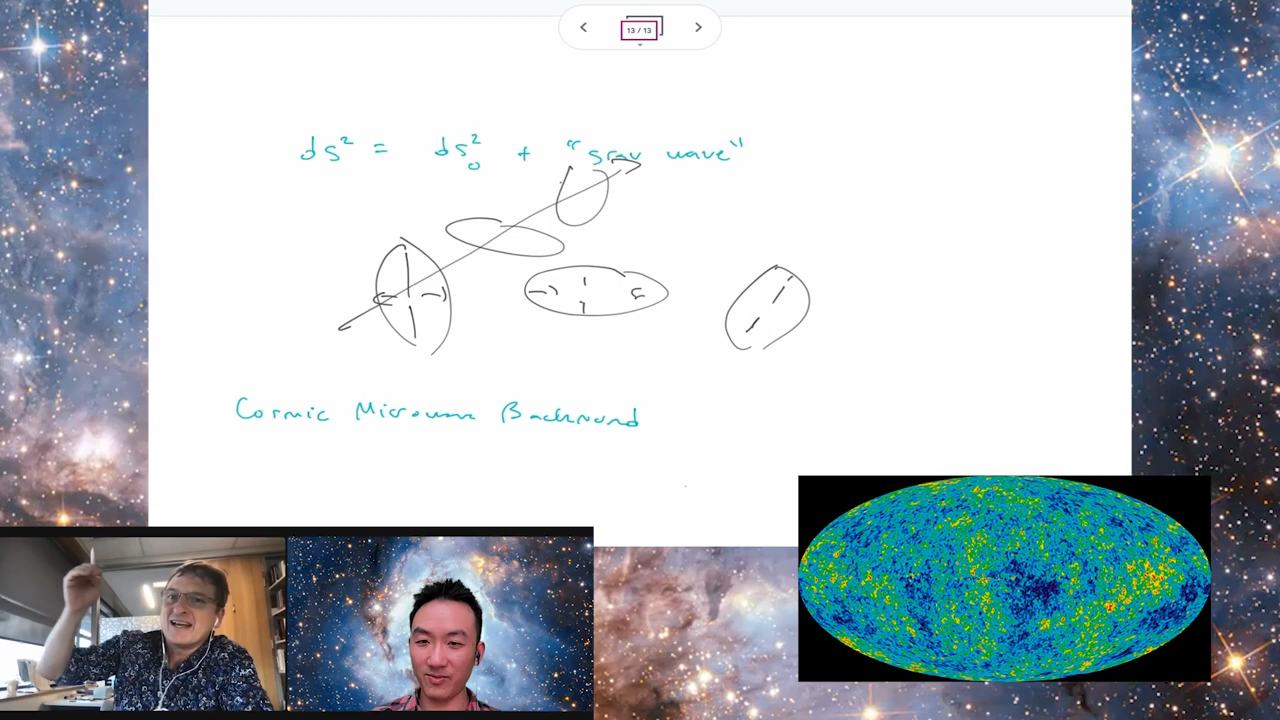 13 / 13
ds² = ds₀² + "grav wave"
Cosmic Microwave Background